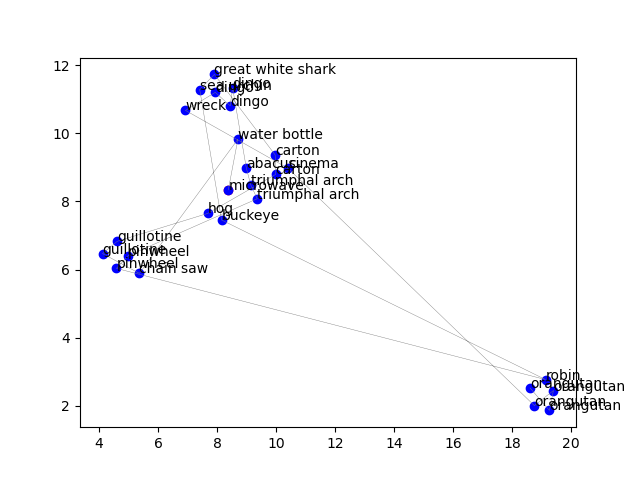 great white shark
dingo
sea urchin
dingo
dingo
wreck
water bottle
carton
abacus
cinema
carton
triumphal arch
microwave
triumphal arch
hog
buckeye
guillotine
guillotine
pinwheel
pinwheel
chain saw
robin
orangutan
orangutan
orangutan
orangutan
12
10
8
6
4
2
4 6 8 10 12 14 16 18 20